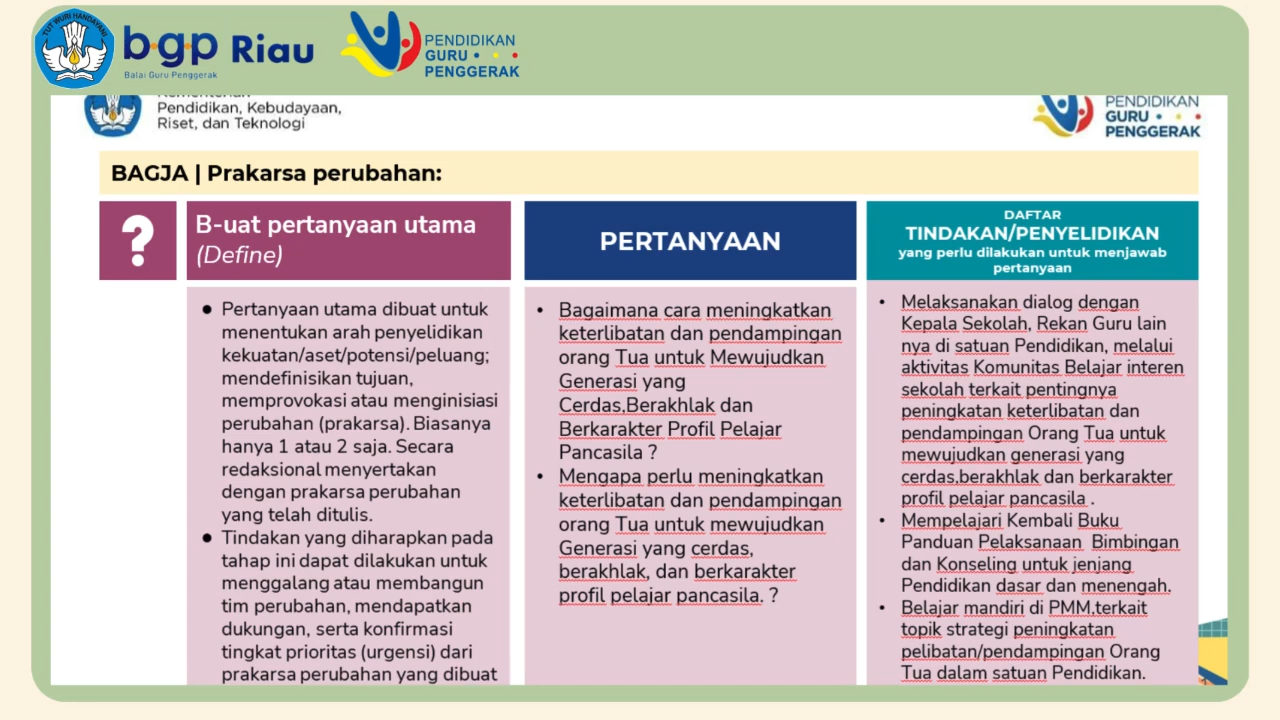 TUT WURI HANDAYANI
bgp Riau
Balai Guru Penggerak
PENDIDIKAN
GURU
PENGGERAK
Kementerian
Pendidikan, Kebudayaan,
Riset, dan Teknologi
PENDIDIKAN
GURU
PENGGERAK
BAGJA | Prakarsa perubahan:
?
B-uat pertanyaan utama
(Define)
● Pertanyaan utama dibuat untuk
menentukan arah penyelidikan
kekuatan/aset/potensi/peluang;
mendefinisikan tujuan,
memprovokasi atau menginisiasi
perubahan (prakarsa). Biasanya
hanya 1 atau 2 saja. Secara
redaksional menyertakan
dengan prakarsa perubahan
yang telah ditulis.
● Tindakan yang diharapkan pada
tahap ini dapat dilakukan untuk
menggalang atau membangun
tim perubahan, mendapatkan
dukungan, serta konfirmasi
tingkat prioritas (urgensi) dari
prakarsa perubahan yang dibuat
PERTANYAAN
• Bagaimana cara meningkatkan
keterlibatan dan pendampingan
orang Tua untuk Mewujudkan
Generasi yang
Cerdas,Berakhlak dan
Berkarakter Profil Pelajar
Pancasila ?
• Mengapa perlu meningkatkan
keterlibatan dan pendampingan
orang Tua untuk mewujudkan
Generasi yang cerdas,
berakhlak, dan berkarakter
profil pelajar pancasila. ?
DAFTAR
TINDAKAN/PENYELIDIKAN
yang perlu dilakukan untuk menjawab
pertanyaan
• Melaksanakan dialog dengan
Kepala Sekolah, Rekan Guru lain
nya di satuan Pendidikan, melalui
aktivitas Komunitas Belajar interen
sekolah terkait pentingnya
peningkatan keterlibatan dan
pendampingan Orang Tua untuk
mewujudkan generasi yang
cerdas,berakhlak dan berkarakter
profil pelajar pancasila .
• Mempelajari Kembali Buku
Panduan Pelaksanaan Bimbingan
dan Konseling untuk jenjang
Pendidikan dasar dan menengah.
• Belajar mandiri di PMM,terkait
topik strategi peningkatan
pelibatan/pendampingan Orang
Tua dalam satuan Pendidikan.